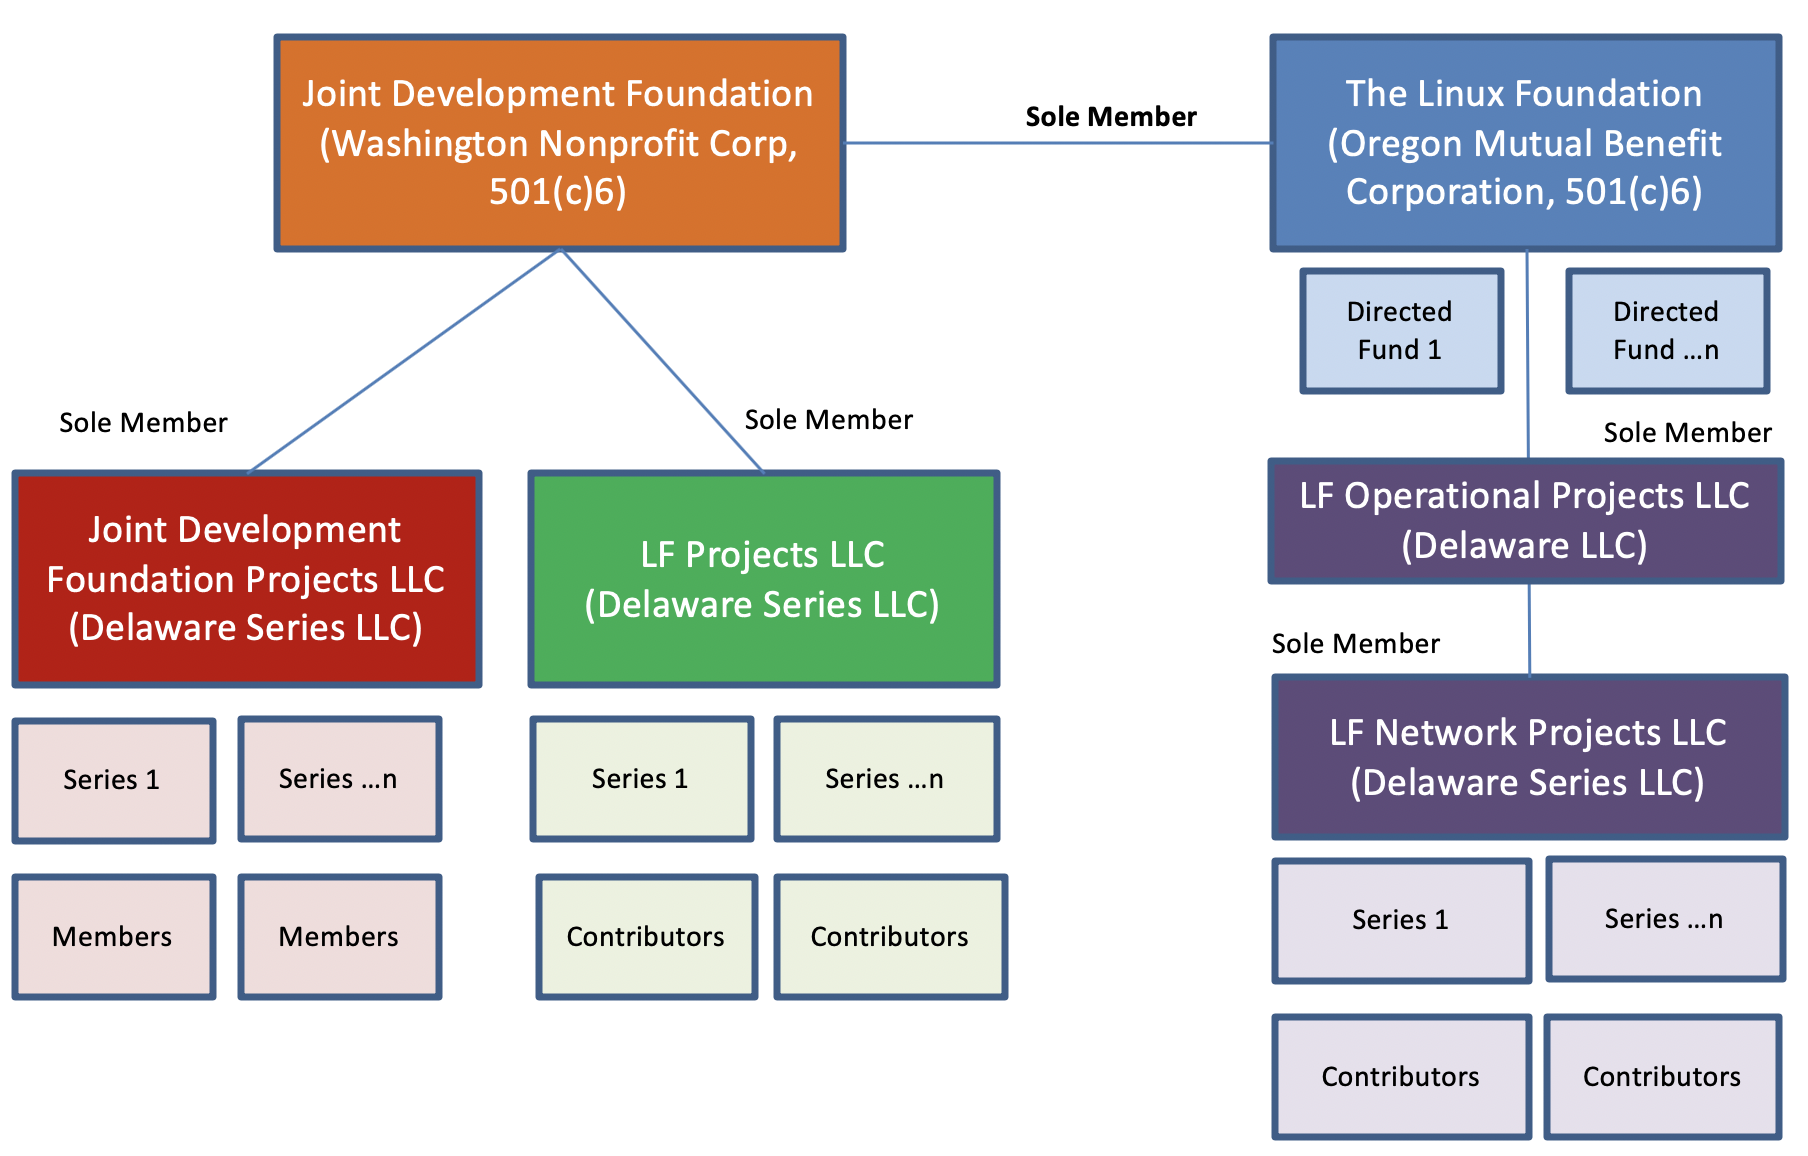 Joint Development Foundation
(Washington Nonprofit Corp,
501(c)6)
Sole Member
The Linux Foundation
(Oregon Mutual Benefit
Corporation, 501(c)6)
Directed
Fund 1
Directed
Fund ...n
Sole Member
Sole Member
Sole Member
Joint Development
Foundation Projects LLC
(Delaware Series LLC)
LF Projects LLC
(Delaware Series LLC)
LF Operational Projects LLC
(Delaware LLC)
Sole Member
LF Network Projects LLC
(Delaware Series LLC)
Series 1
Series ...n
Series 1
Series ...n
Members
Members
Contributors
Contributors
Series 1
Series ...n
Contributors
Contributors